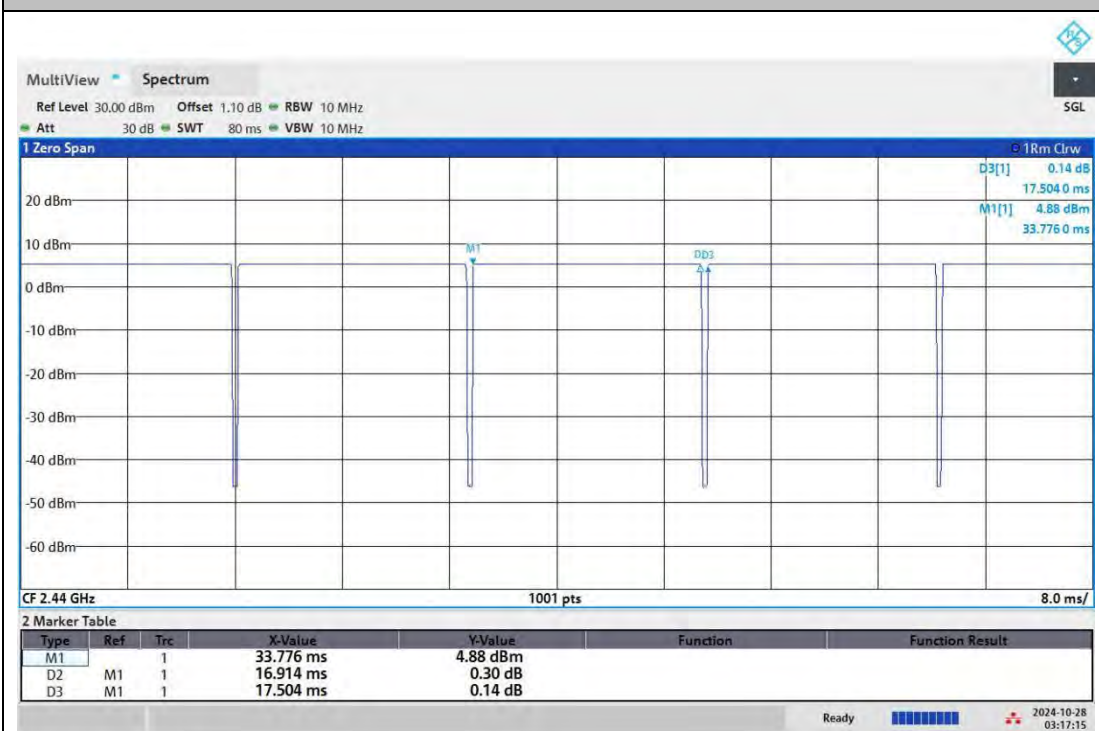 R&S
MultiView Spectrum
Ref Level 30.00 dBm Offset 1.10 dB RBW 10 MHz
SGL
Att 30 dB SWT 80 ms VBW 10 MHz
1 Zero Span 1Rm Clrw
D3[1] 0.14 dB
17.504 0 ms
20 dBm
M1[1] 4.88 dBm
33.776 0 ms
10 dBm
M1
DD3
0 dBm
-10 dBm
-20 dBm
-30 dBm
-40 dBm
-50 dBm
-60 dBm
CF 2.44 GHz 1001 pts 8.0 ms/
2 Marker Table
Type Ref Trc X-Value Y-Value Function Function Result
M1 1 33.776 ms 4.88 dBm
D2 M1 1 16.914 ms 0.30 dB
D3 M1 1 17.504 ms 0.14 dB
Ready 2024-10-28
03:17:15